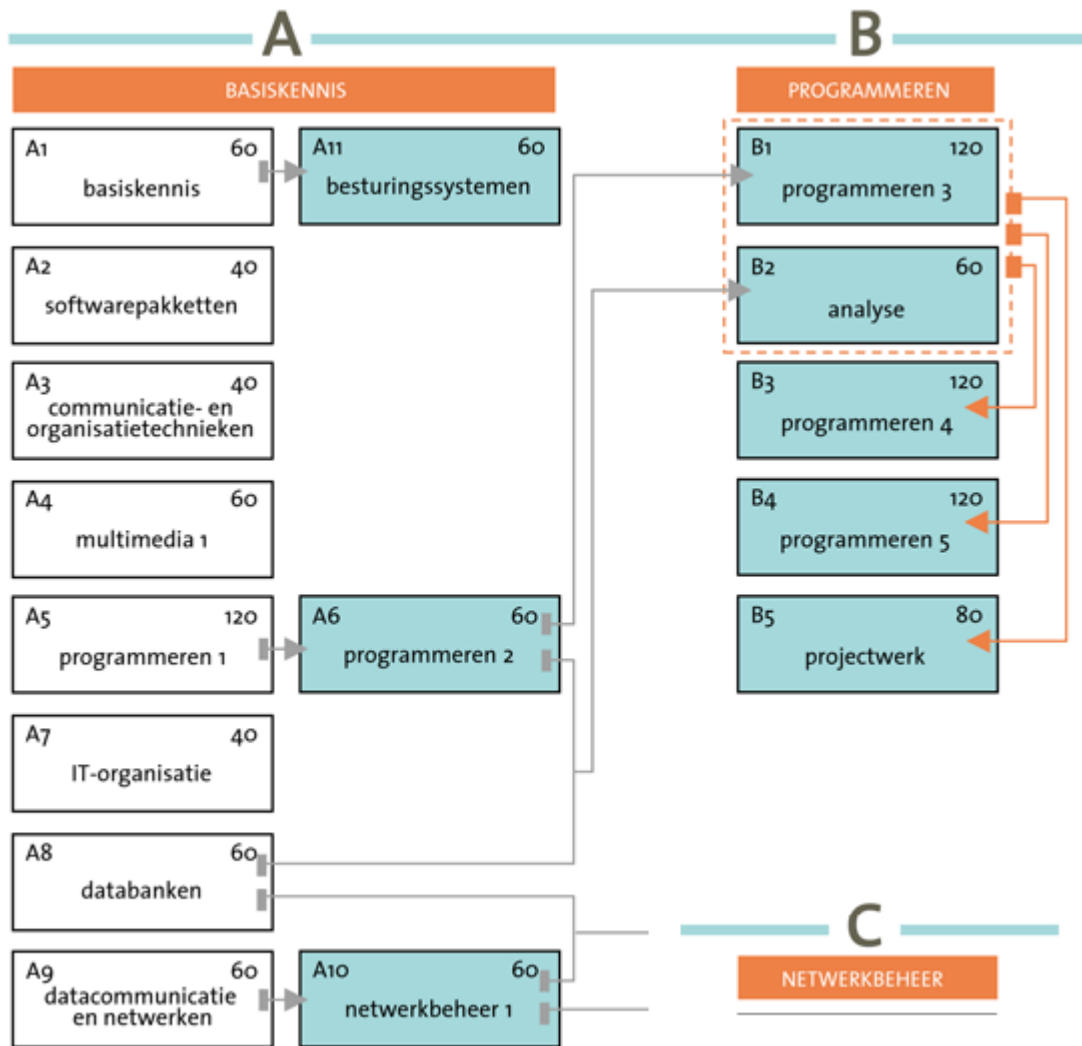 A
B
BASISKENNIS
PROGRAMMEREN
A1 60
basiskennis
A11 60
besturingssystemen
B1 120
programmeren 3
A2 40
softwarepakketten
B2 60
analyse
A3 40
communicatie- en
organisatietechnieken
B3 120
programmeren 4
A4 60
multimedia 1
B4 120
programmeren 5
A5 120
programmeren 1
A6 60
programmeren 2
B5 80
projectwerk
A7 40
IT-organisatie
A8 60
databanken
C
NETWERKBEHEER
A9 60
datacommunicatie
en netwerken
A10 60
netwerkbeheer 1